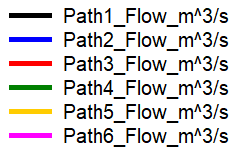 Path1_Flow_m^3/s
Path2_Flow_m^3/s
Path3_Flow_m^3/s
Path4_Flow_m^3/s
Path5_Flow_m^3/s
Path6_Flow_m^3/s